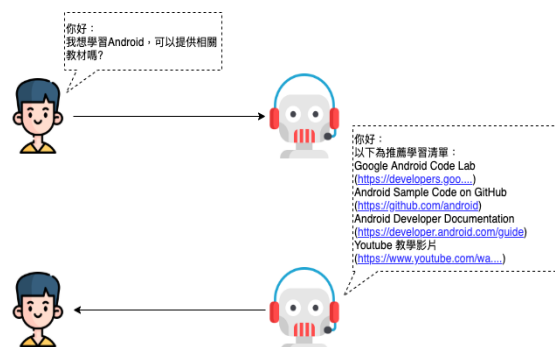 你好：
我想學習Android，可以提供相關
教材嗎?
你好：
以下為推薦學習清單：
Google Android Code Lab
(https://developers.goo....)
Android Sample Code on GitHub
(https://github.com/android)
Android Developer Documentation
(https://developer.android.com/guide)
Youtube 教學影片
(https://www.youtube.com/wa....)